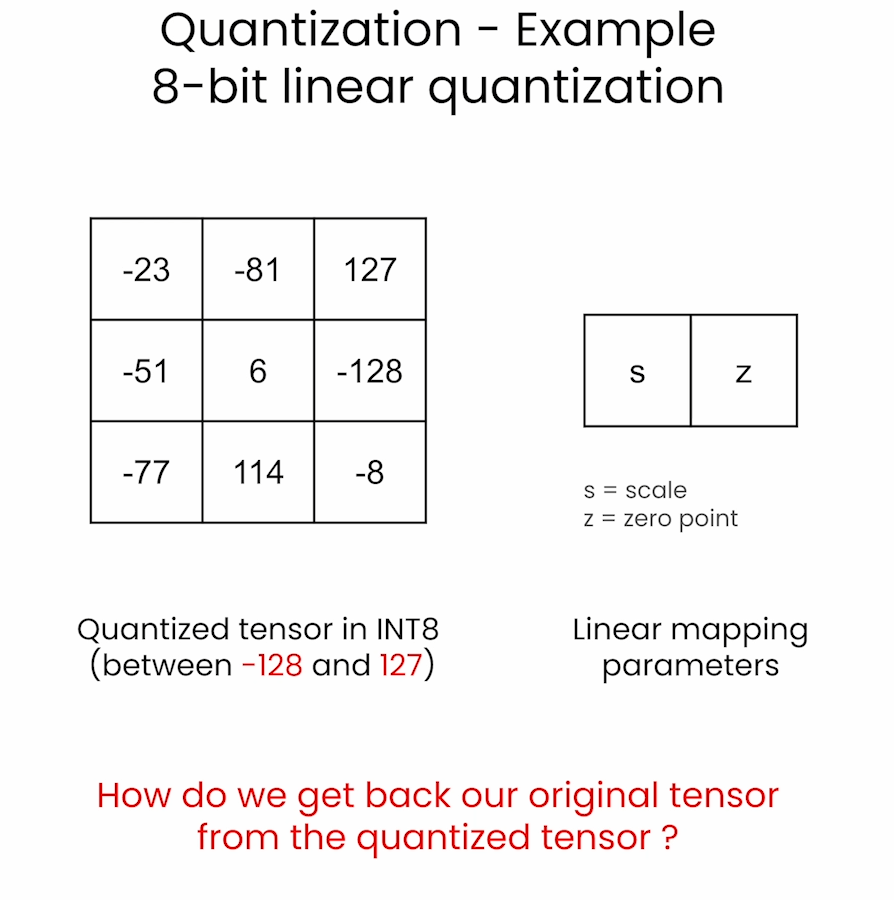 Quantization - Example
8-bit linear quantization
-23 -81 127
-51 6 -128
-77 114 -8
s z
s = scale
z = zero point
Quantized tensor in INT8
(between -128 and 127)
Linear mapping
parameters
How do we get back our original tensor
from the quantized tensor ?